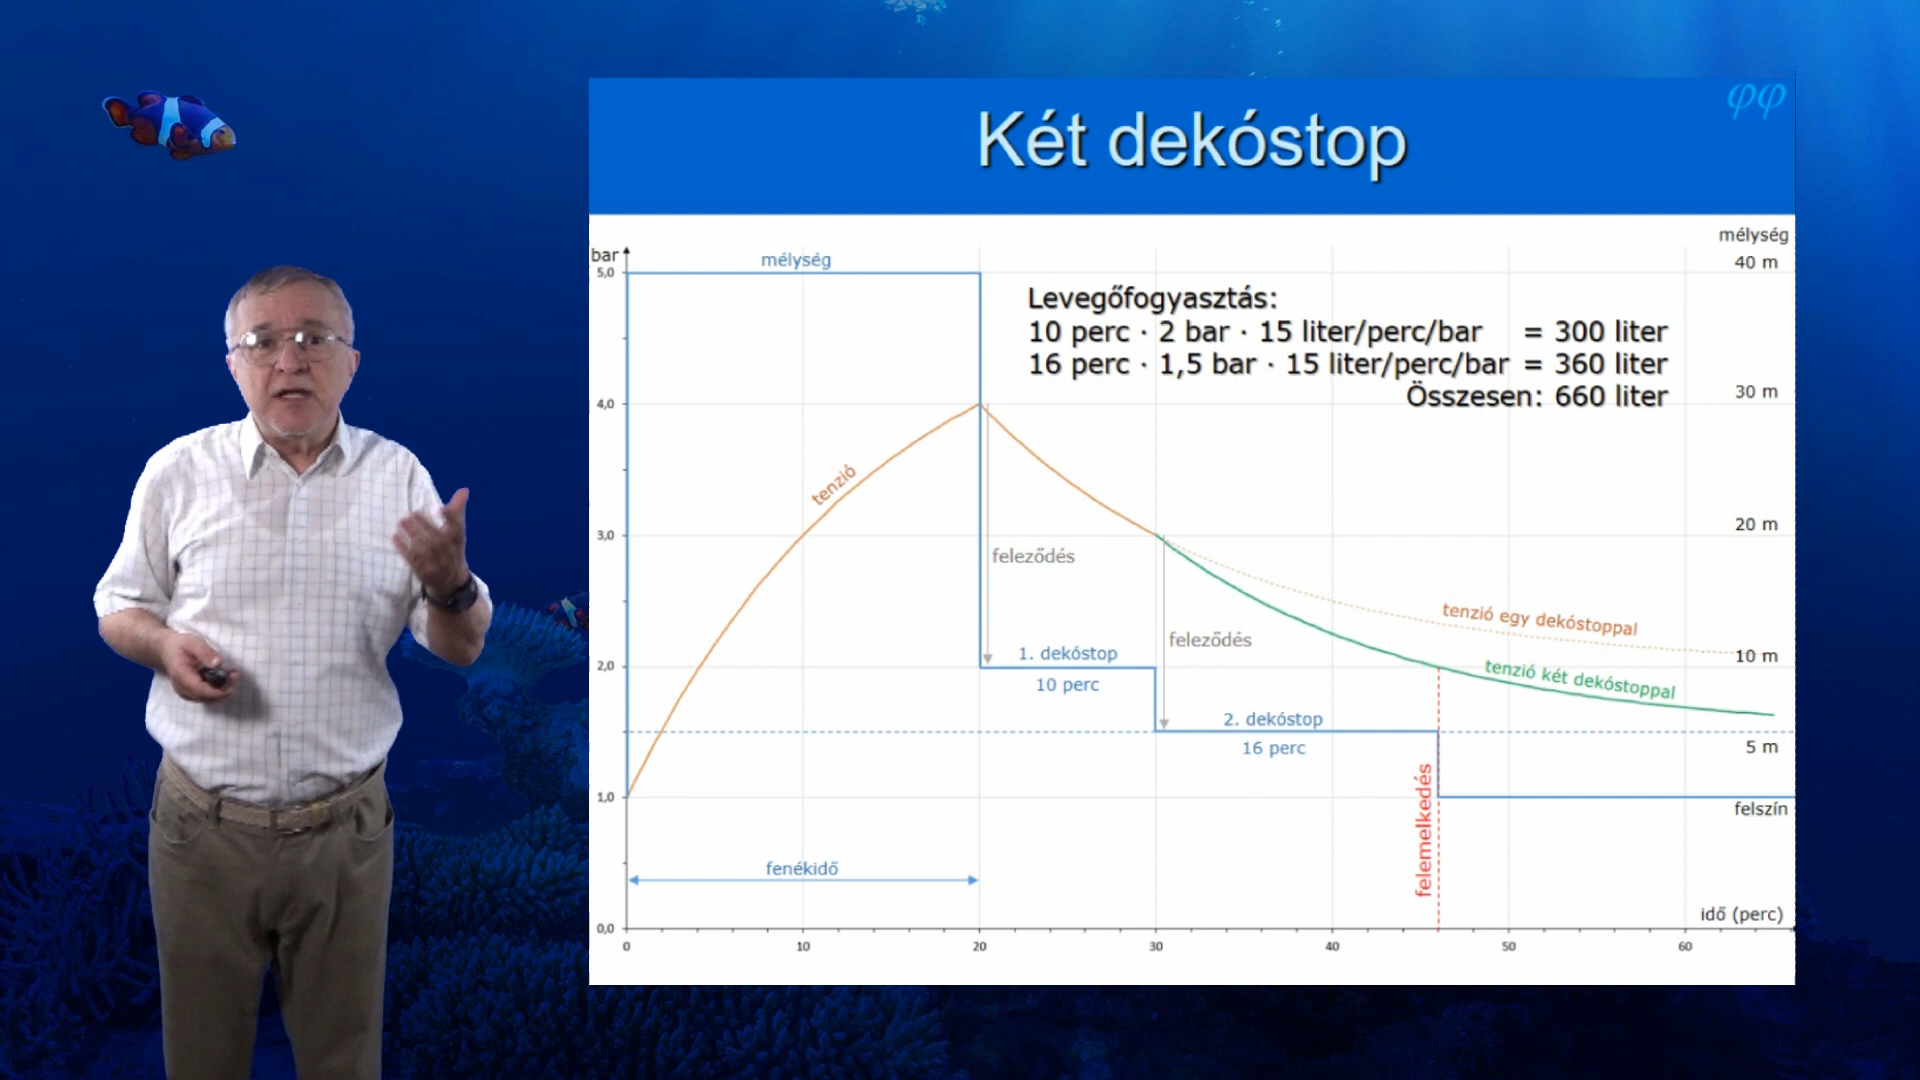 φφ
Két dekóstop
mélység
bar
mélység
40 m
5,0
Levegőfogyasztás:
10 perc · 2 bar · 15 liter/perc/bar = 300 liter
16 perc · 1,5 bar · 15 liter/perc/bar = 360 liter
Összesen: 660 liter
30 m
4,0
tenzió
20 m
3,0
feleződés
feleződés
tenzió egy dekóstoppal
10 m
2,0
1. dekóstop
10 perc
tenzió két dekóstoppal
2. dekóstop
16 perc
5 m
felemelkedés
1,0
felszín
fenékidő
idő (perc)
0,0
0 10 20 30 40 50 60